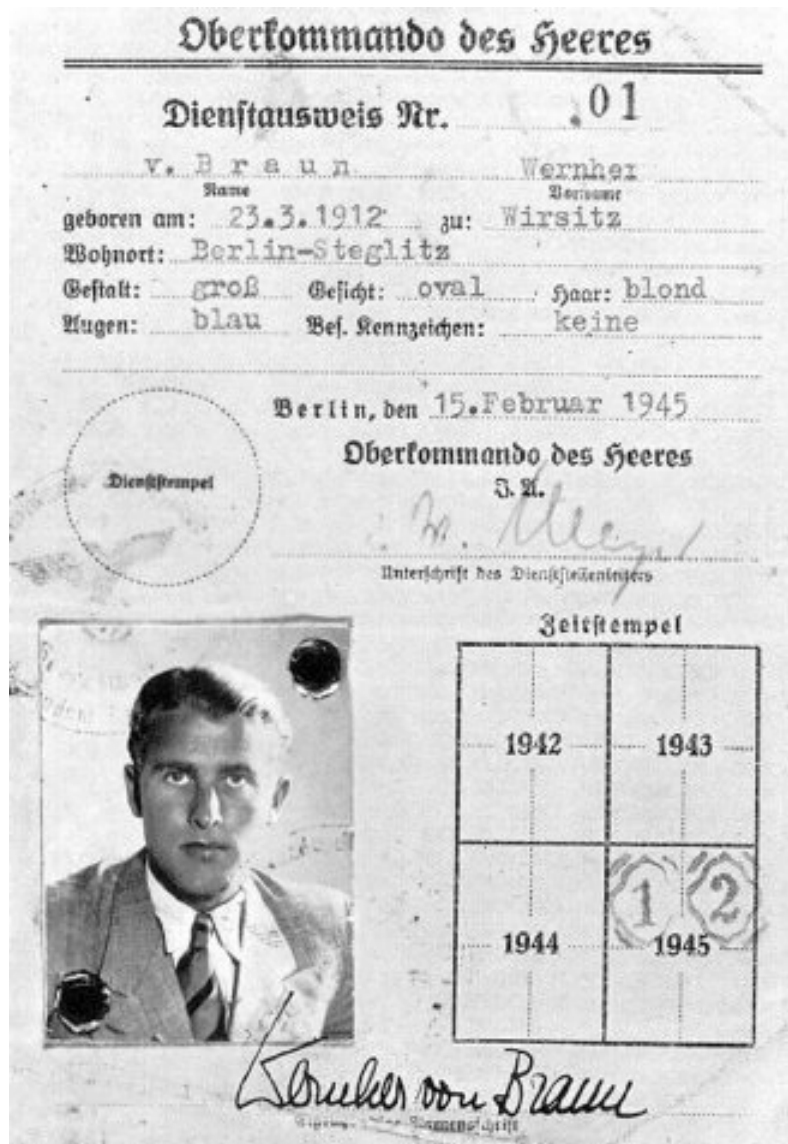 Oberkommando des Heeres
Dienstausweis Nr. .01
v. Braun Wernher
Name Vorname
geboren am: 23.3.1912 zu: Wirsitz
Wohnort: Berlin-Steglitz
Gestalt: groß Gesicht: oval Haar: blond
Augen: blau Bes. Kennzeichen: keine
Berlin, den 15.Februar 1945
Oberkommando des Heeres
Dienststempel
I. A.
Unterschrift des Dienststellenleiters
Zeitstempel
1942 1943
1 2
1944 1945
Wernher von Braun
Namensschrift